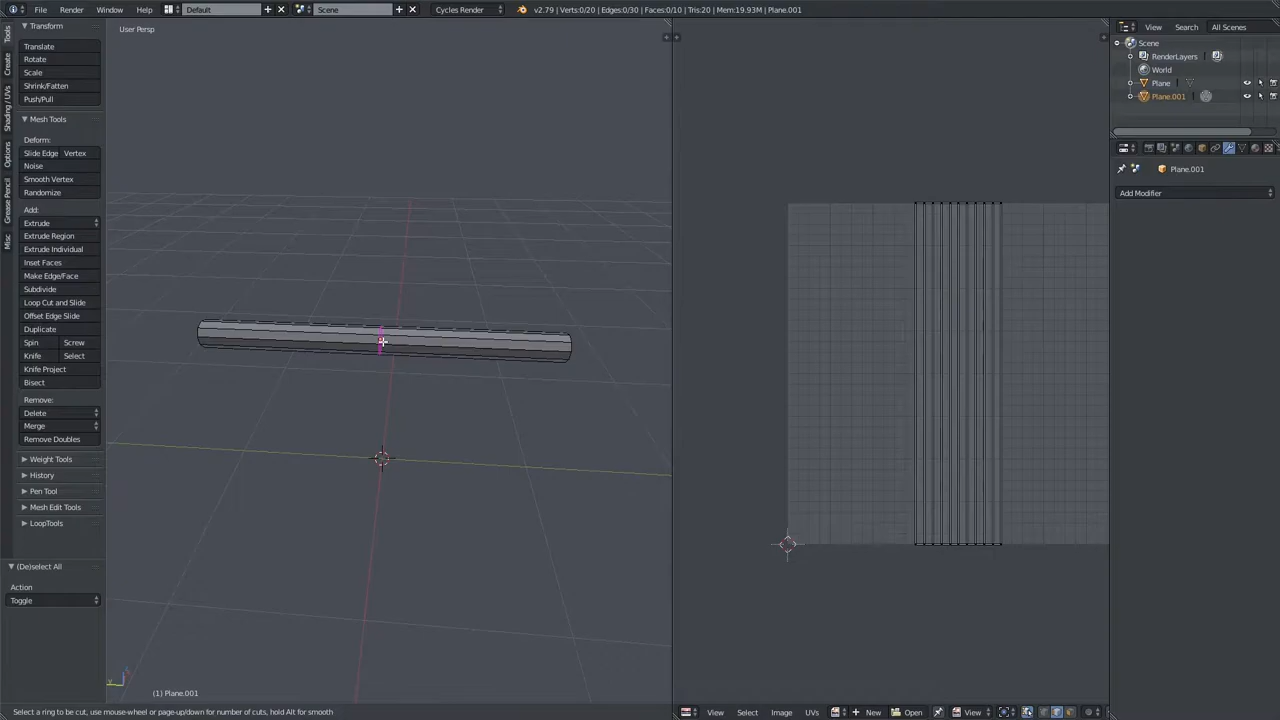 File Render Window Help Default Scene Cycles Render v2.79 | Verts:0/20 | Edges:0/30 | Faces:0/10 | Tris:20 | Mem:19.93M | Plane.001
Transform
Translate
Rotate
Scale
Shrink/Fatten
Push/Pull
Mesh Tools
Deform:
Slide Edge Vertex
Noise
Smooth Vertex
Randomize
Add:
Extrude
Extrude Region
Extrude Individual
Inset Faces
Make Edge/Face
Subdivide
Loop Cut and Slide
Offset Edge Slide
Duplicate
Spin Screw
Knife Select
Knife Project
Bisect
Remove:
Delete
Merge
Remove Doubles
Weight Tools
History
Pen Tool
Mesh Edit Tools
LoopTools
(De)select All
Action
Toggle
Tools
Create
Shading / UVs
Options
Grease Pencil
Misc
User Persp
(1) Plane.001
Select a ring to be cut, use mouse-wheel or page-up/down for number of cuts, hold Alt for smooth
View Select Image UVs New Open View
View Search All Scenes
Scene
RenderLayers
World
Plane
Plane.001
Plane.001
Add Modifier